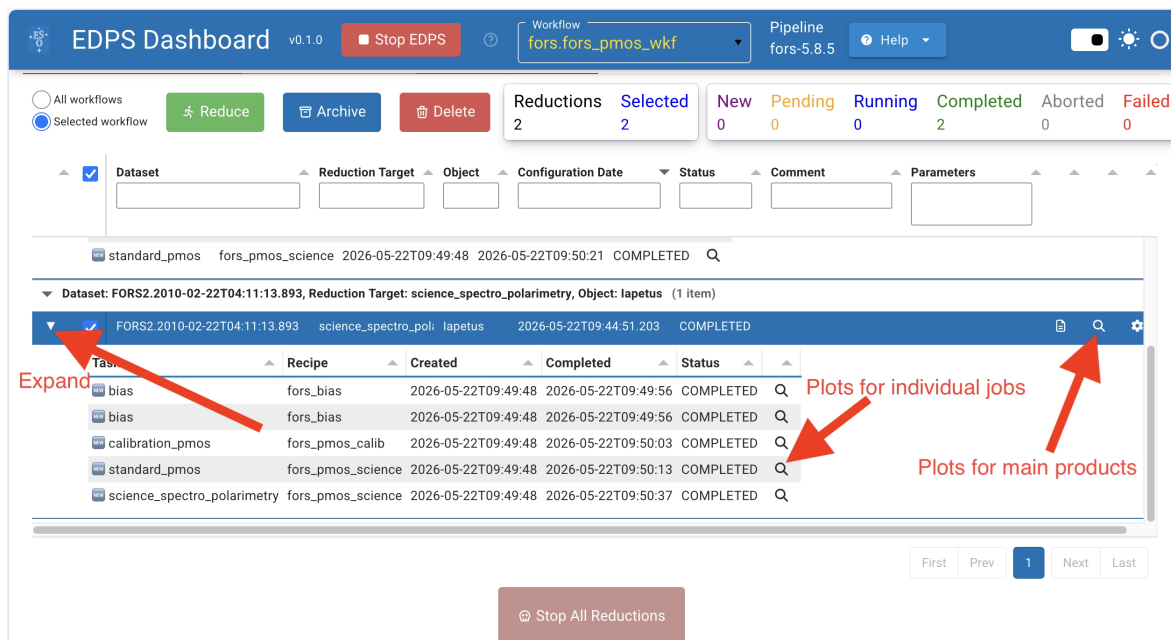 ES
O
EDPS Dashboard v0.1.0 Stop EDPS Workflow fors.fors_pmos_wkf Pipeline fors-5.8.5 Help
All workflows
Selected workflow
Reduce Archive Delete
Reductions Selected New Pending Running Completed Aborted Failed
2 2 0 0 0 2 0 0
Dataset Reduction Target Object Configuration Date Status Comment Parameters
standard_pmos fors_pmos_science 2026-05-22T09:49:48 2026-05-22T09:50:21 COMPLETED
Dataset: FORS2.2010-02-22T04:11:13.893, Reduction Target: science_spectro_polarimetry, Object: Iapetus (1 item)
FORS2.2010-02-22T04:11:13.893 science_spectro_pola Iapetus 2026-05-22T09:44:51.203 COMPLETED
Task Recipe Created Completed Status
Expand
Plots for individual jobs
bias fors_bias 2026-05-22T09:49:48 2026-05-22T09:49:56 COMPLETED
bias fors_bias 2026-05-22T09:49:48 2026-05-22T09:49:56 COMPLETED
calibration_pmos fors_pmos_calib 2026-05-22T09:49:48 2026-05-22T09:50:03 COMPLETED
standard_pmos fors_pmos_science 2026-05-22T09:49:48 2026-05-22T09:50:13 COMPLETED
Plots for main products
science_spectro_polarimetry fors_pmos_science 2026-05-22T09:49:48 2026-05-22T09:50:37 COMPLETED
First Prev 1 Next Last
Stop All Reductions